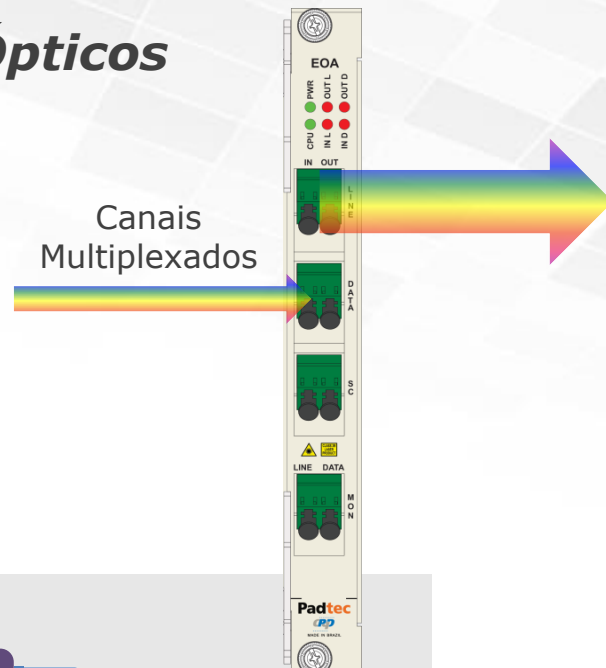 Ópticos
EOA
PWR
OUT L
OUT D
CPU
IN L
IN D
IN OUT
LINE
Canais
Multiplexados
DATA
SC
LINE DATA
MON
Padtec
CPqD
MADE IN BRAZIL